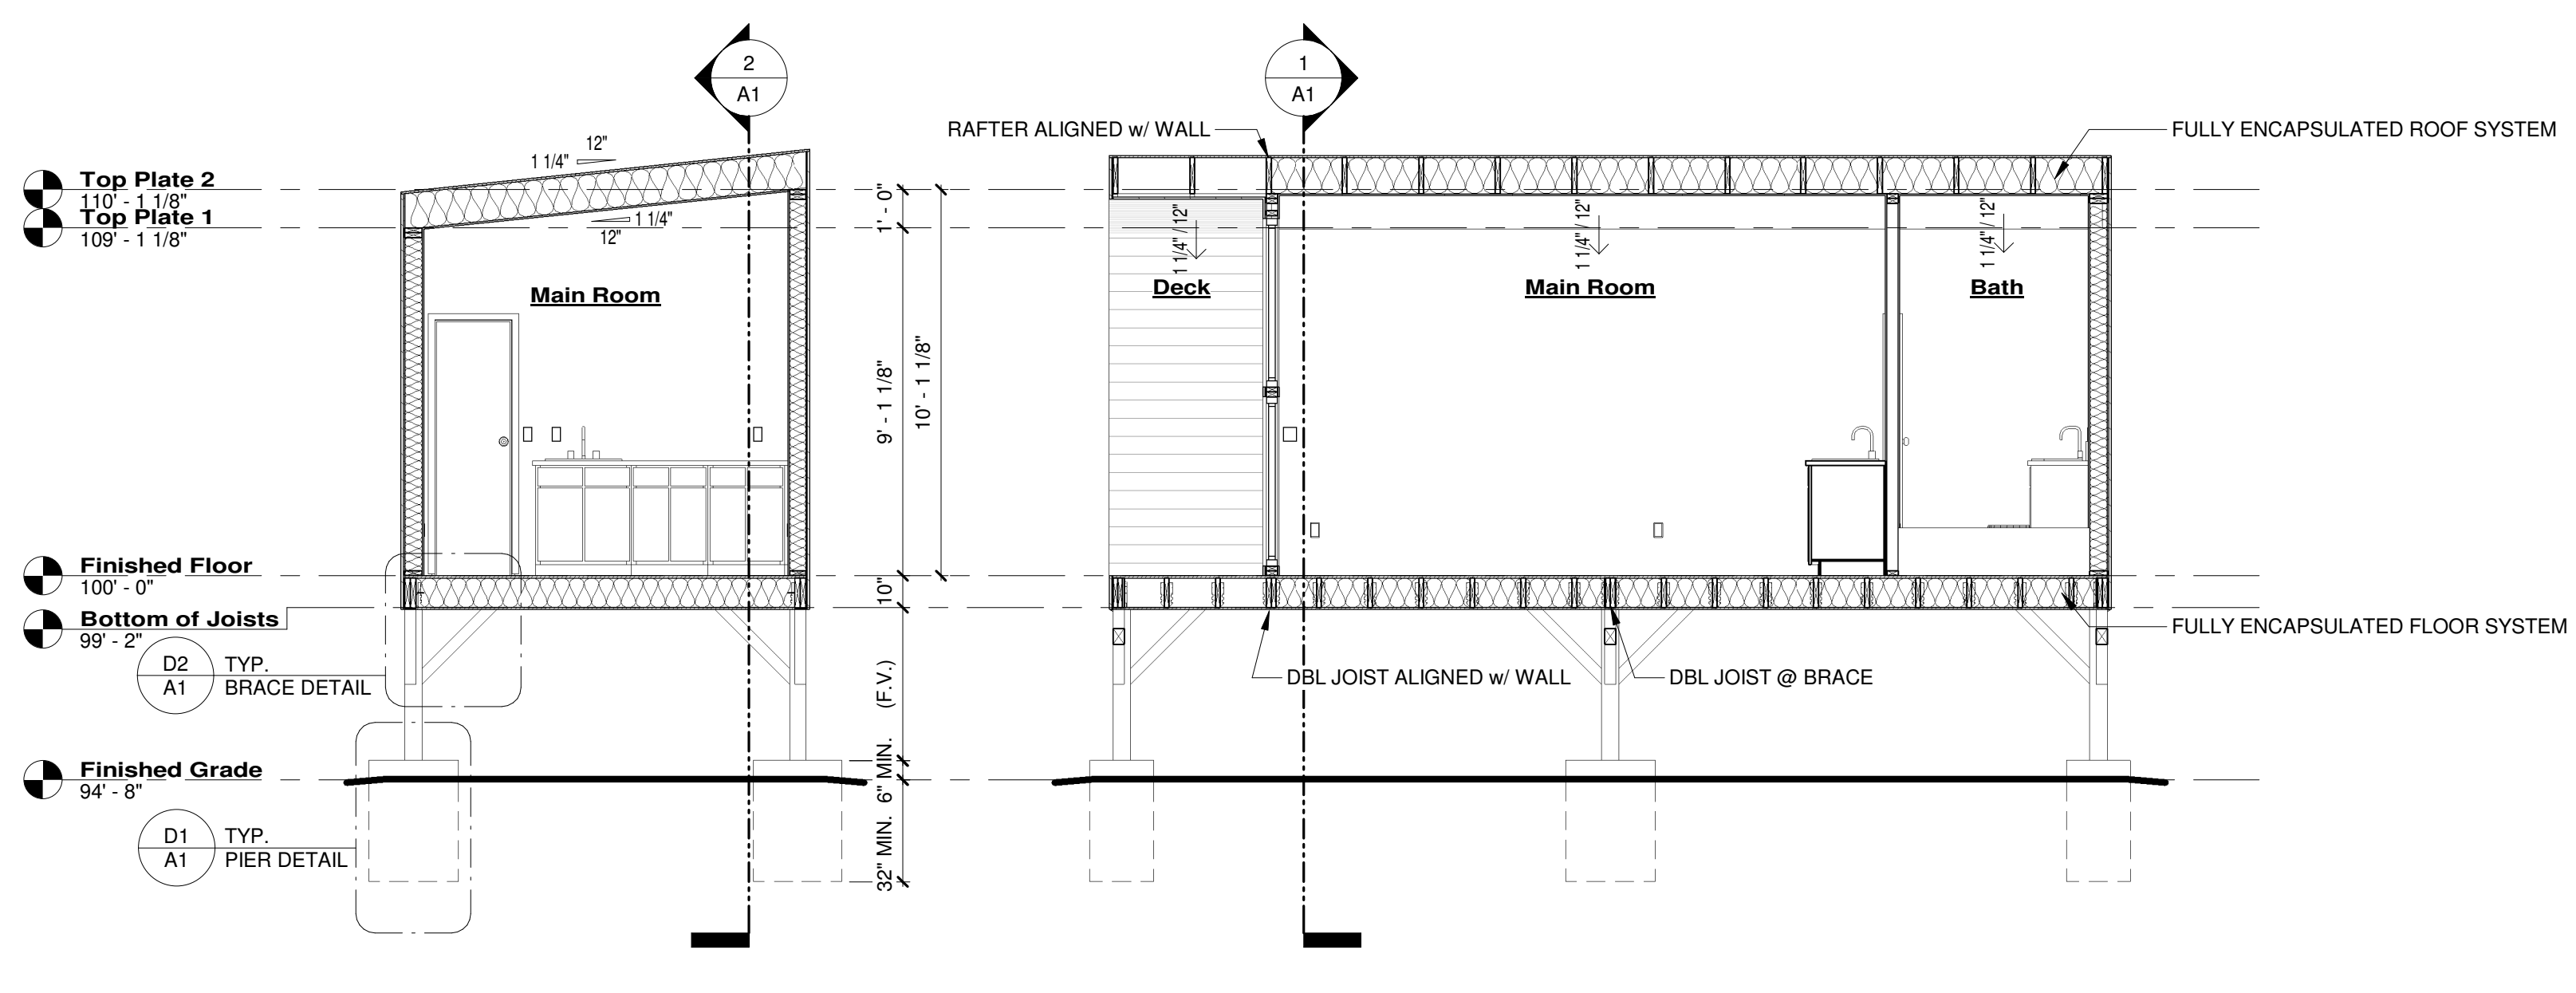 2
A1
1
A1
RAFTER ALIGNED w/ WALL
FULLY ENCAPSULATED ROOF SYSTEM
12"
1 1/4"
Top Plate 2
110' - 1 1/8"
Top Plate 1
109' - 1 1/8"
1 1/4"
12"
1' - 0"
1 1/4" / 12"
1 1/4" / 12"
1 1/4" / 12"
Main Room
Deck
Main Room
Bath
9' - 1 1/8"
10' - 1 1/8"
Finished Floor
100' - 0"
10"
Bottom of Joists
99' - 2"
FULLY ENCAPSULATED FLOOR SYSTEM
D2
A1
TYP.
BRACE DETAIL
DBL JOIST ALIGNED w/ WALL
DBL JOIST @ BRACE
(F.V.)
Finished Grade
94' - 8"
6" MIN.
32" MIN.
D1
A1
TYP.
PIER DETAIL